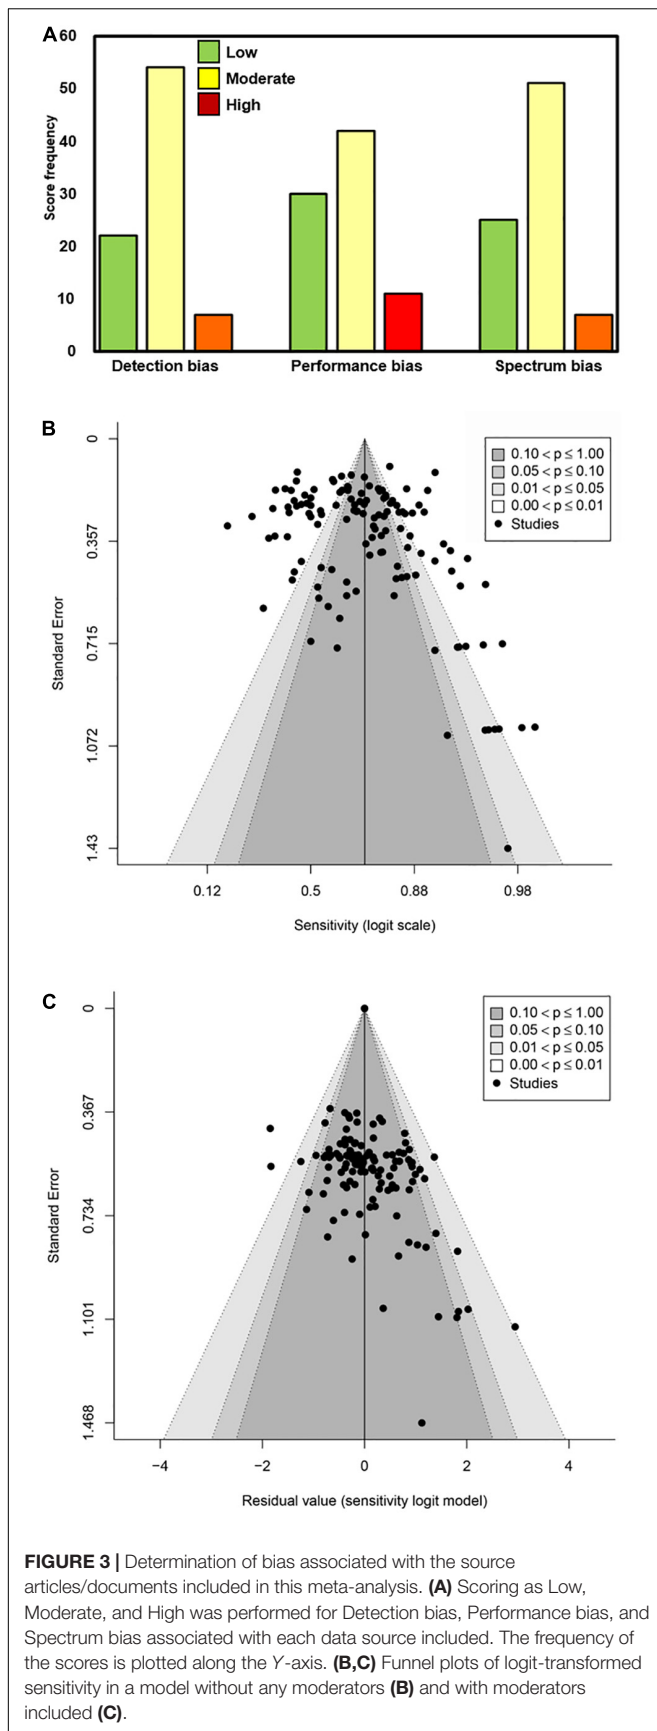 A
60
50
40
30
20
10
0
Score frequency
Low
Moderate
High
Detection bias
Performance bias
Spectrum bias
B
0
0.357
0.715
1.072
1.43
Standard Error
0.10 < p ≤ 1.00
0.05 < p ≤ 0.10
0.01 < p ≤ 0.05
0.00 < p ≤ 0.01
Studies
0.12
0.5
0.88
0.98
Sensitivity (logit scale)
C
0
0.367
0.734
1.101
1.468
Standard Error
0.10 < p ≤ 1.00
0.05 < p ≤ 0.10
0.01 < p ≤ 0.05
0.00 < p ≤ 0.01
Studies
−4
−2
0
2
4
Residual value (sensitivity logit model)
FIGURE 3 | Determination of bias associated with the source
articles/documents included in this meta-analysis. (A) Scoring as Low,
Moderate, and High was performed for Detection bias, Performance bias, and
Spectrum bias associated with each data source included. The frequency of
the scores is plotted along the Y-axis. (B,C) Funnel plots of logit-transformed
sensitivity in a model without any moderators (B) and with moderators
included (C).